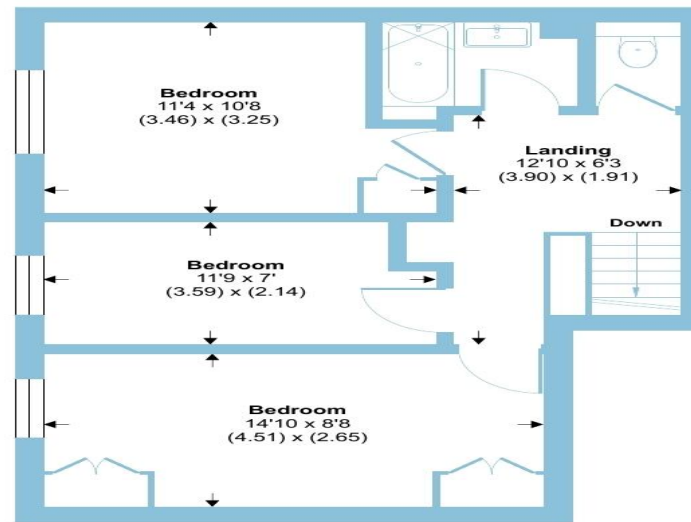 Bedroom
11'4 x 10'8
(3.46) x (3.25)
Landing
12'10 x 6'3
(3.90) x (1.91)
Down
Bedroom
11'9 x 7'
(3.59) x (2.14)
Bedroom
14'10 x 8'8
(4.51) x (2.65)